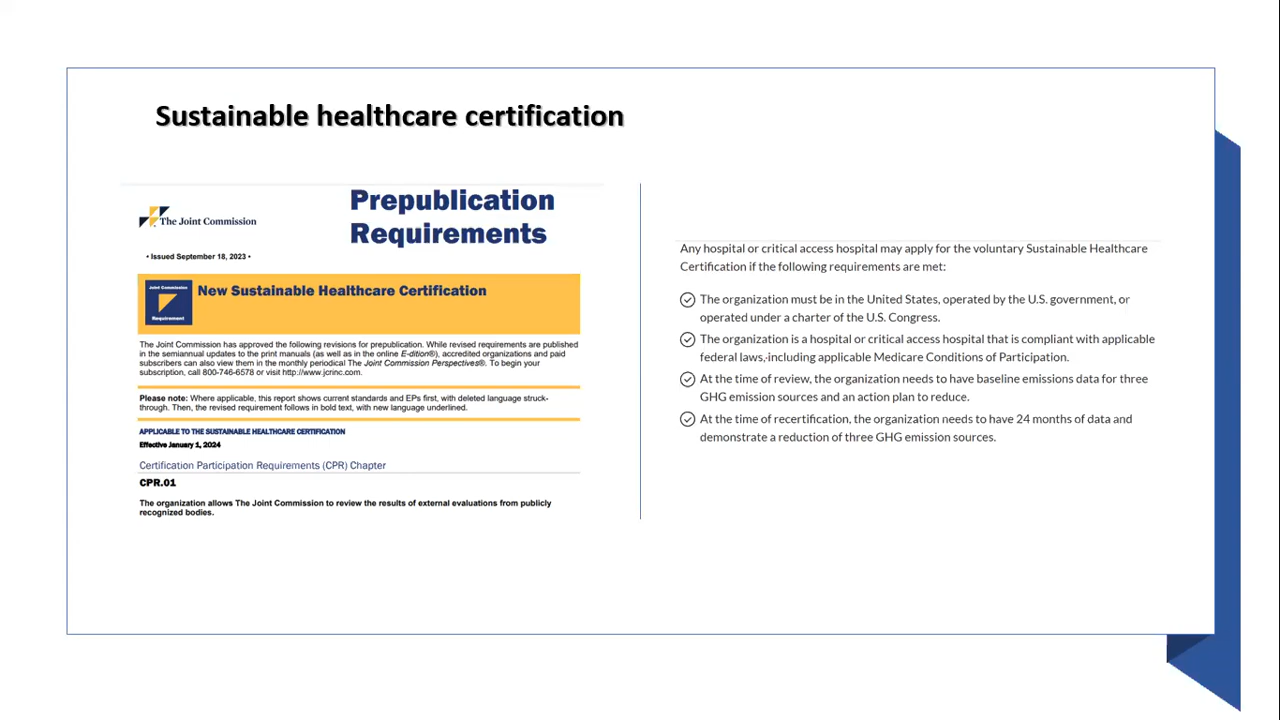 Sustainable healthcare certification
The Joint Commission
Prepublication
Requirements
• Issued September 18, 2023 •
Joint Commission
Requirement
New Sustainable Healthcare Certification
The Joint Commission has approved the following revisions for prepublication. While revised requirements are published
in the semiannual updates to the print manuals (as well as in the online E-dition®), accredited organizations and paid
subscribers can also view them in the monthly periodical The Joint Commission Perspectives®. To begin your
subscription, call 800-746-6578 or visit http://www.jcrinc.com.
Please note: Where applicable, this report shows current standards and EPs first, with deleted language struck-
through. Then, the revised requirement follows in bold text, with new language underlined.
APPLICABLE TO THE SUSTAINABLE HEALTHCARE CERTIFICATION
Effective January 1, 2024
Certification Participation Requirements (CPR) Chapter
CPR.01
The organization allows The Joint Commission to review the results of external evaluations from publicly
recognized bodies.
Any hospital or critical access hospital may apply for the voluntary Sustainable Healthcare
Certification if the following requirements are met:
The organization must be in the United States, operated by the U.S. government, or
operated under a charter of the U.S. Congress.
The organization is a hospital or critical access hospital that is compliant with applicable
federal laws, including applicable Medicare Conditions of Participation.
At the time of review, the organization needs to have baseline emissions data for three
GHG emission sources and an action plan to reduce.
At the time of recertification, the organization needs to have 24 months of data and
demonstrate a reduction of three GHG emission sources.